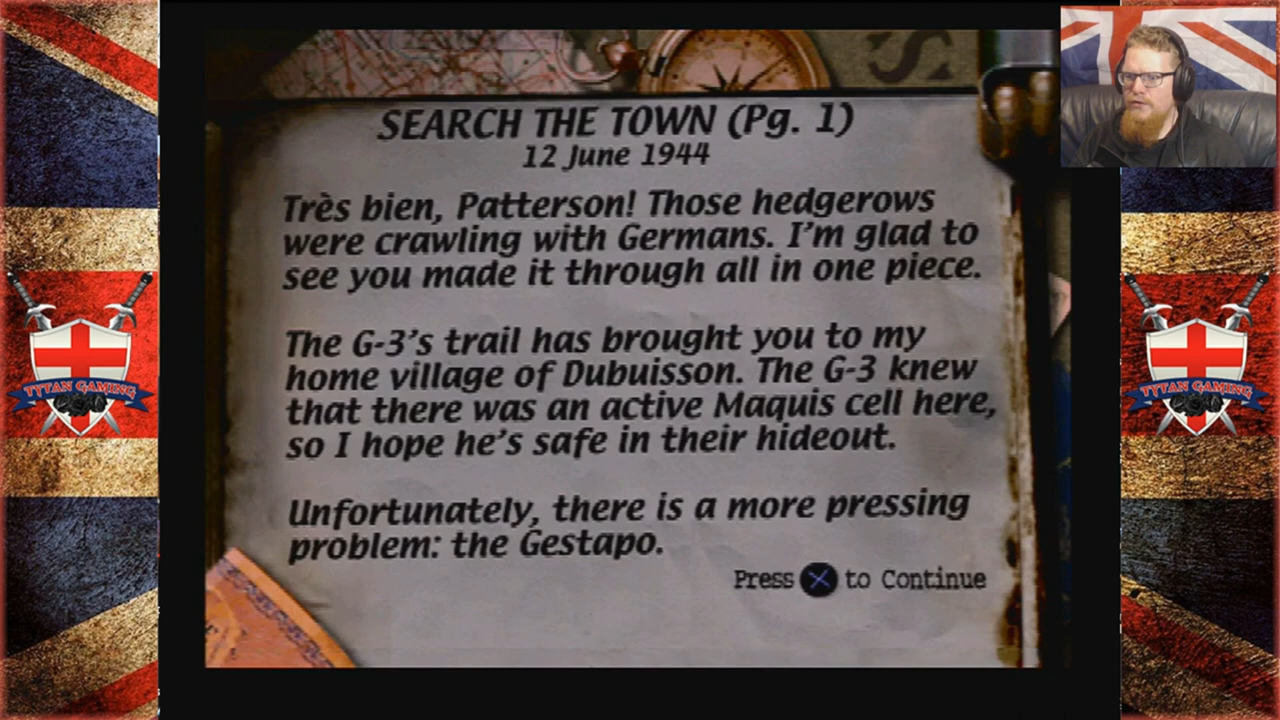 SEARCH THE TOWN (Pg. 1)
12 June 1944
Très bien, Patterson! Those hedgerows
were crawling with Germans. I'm glad to
see you made it through all in one piece.
The G-3's trail has brought you to my
home village of Dubuisson. The G-3 knew
that there was an active Maquis cell here,
so I hope he's safe in their hideout.
Unfortunately, there is a more pressing
problem: the Gestapo.
Press X to Continue
TYTAN GAMING
TYTAN GAMING